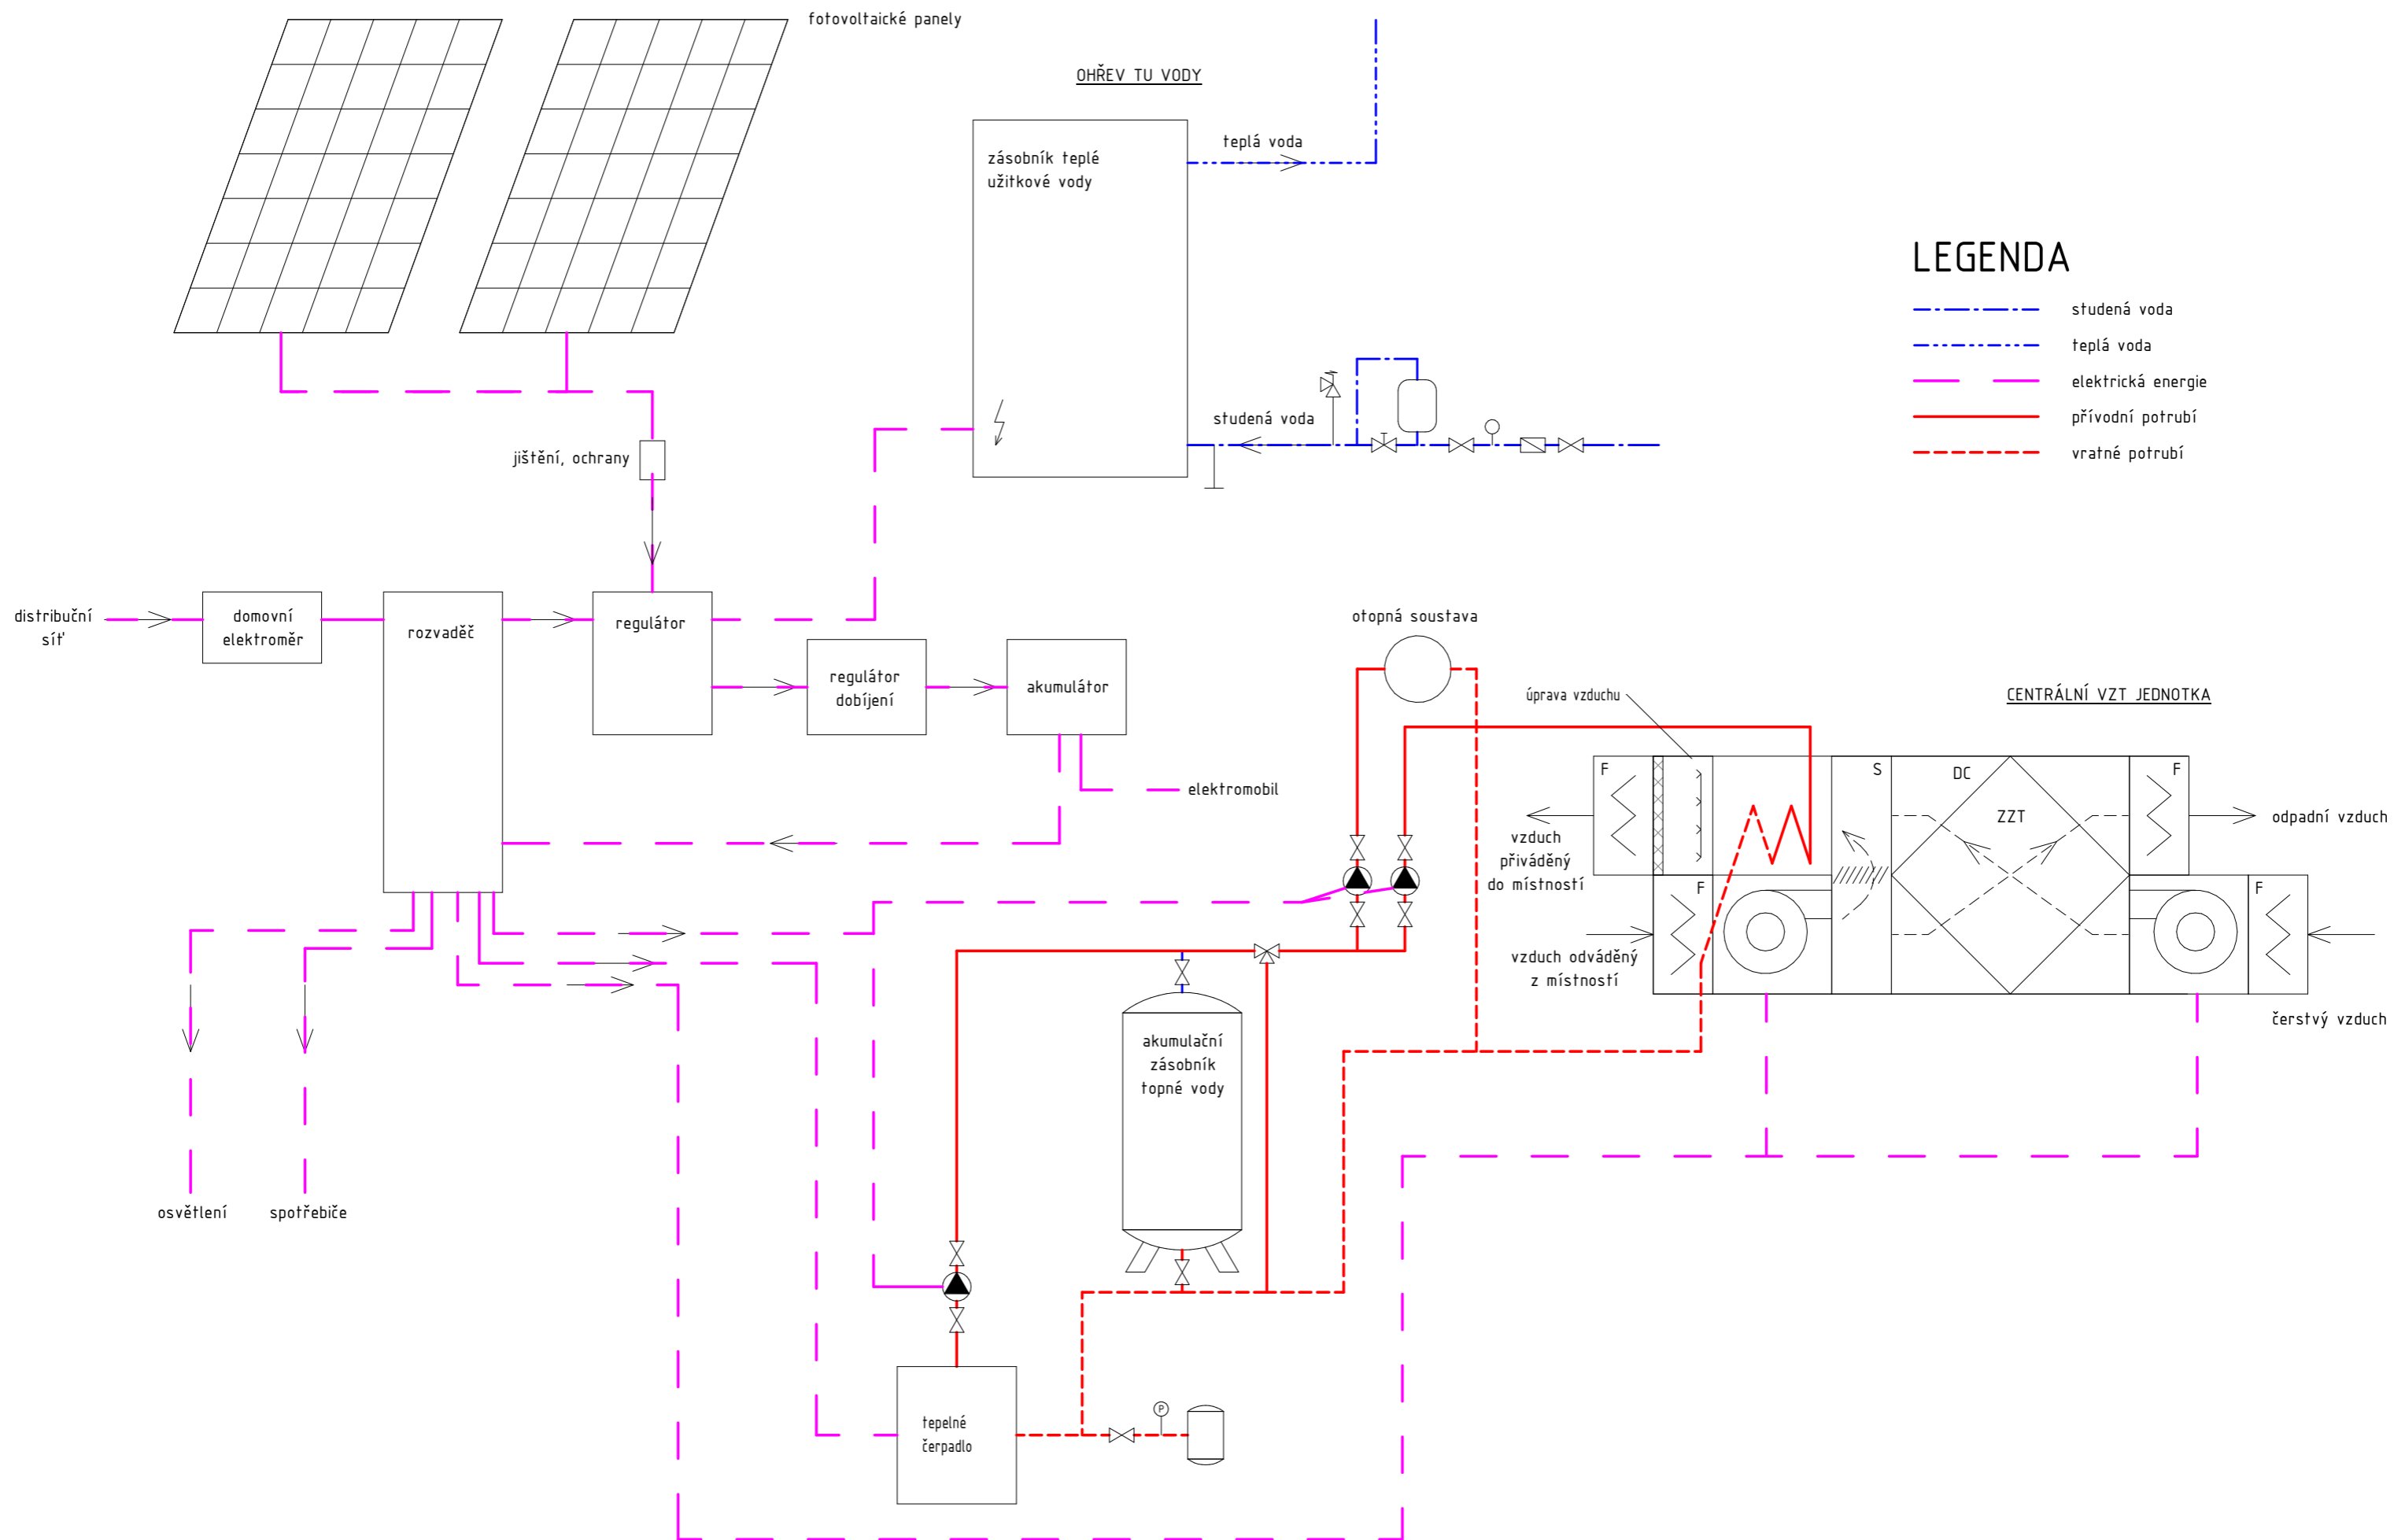 fotovoltaické panely
OHŘEV TU VODY
teplá voda
zásobník teplé
užitkové vody
LEGENDA
studená voda
teplá voda
elektrická energie
přívodní potrubí
vratné potrubí
studená voda
jištění, ochrany
distribuční
síť
domovní
elektroměr
rozvaděč
regulátor
regulátor
dobíjení
akumulátor
elektromobil
otopná soustava
úprava vzduchu
CENTRÁLNÍ VZT JEDNOTKA
F
S
DC
ZZT
F
odpadní vzduch
vzduch
přiváděný
do místností
F
F
vzduch odváděný
z místností
čerstvý vzduch
akumulační
zásobník
topné vody
osvětlení
spotřebiče
tepelné
čerpadlo
P